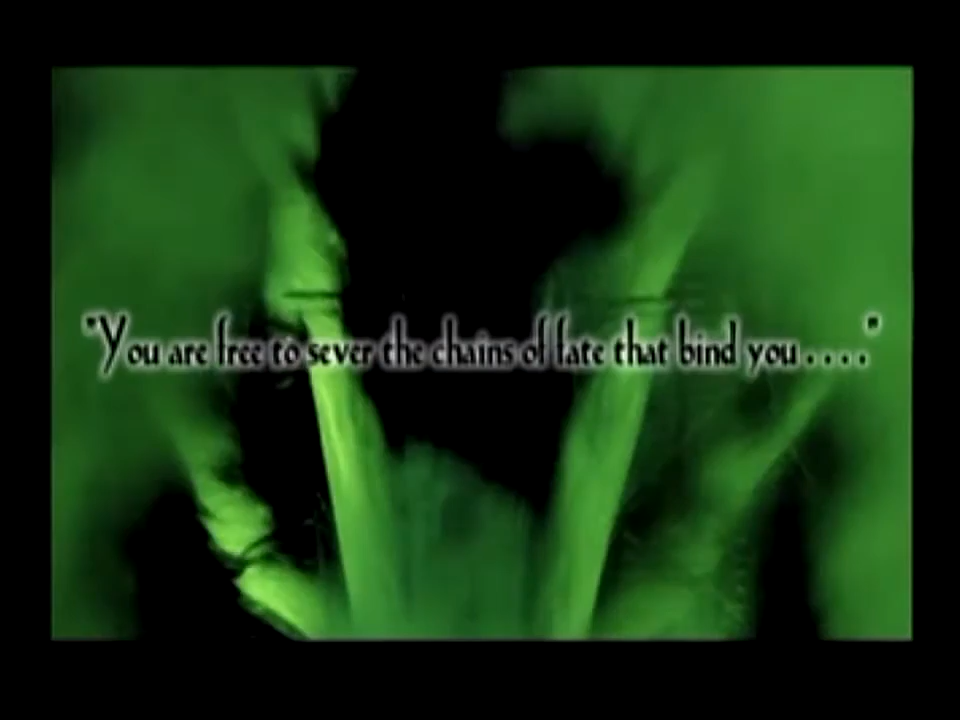 "You are free to sever the chains of fate that bind you...."